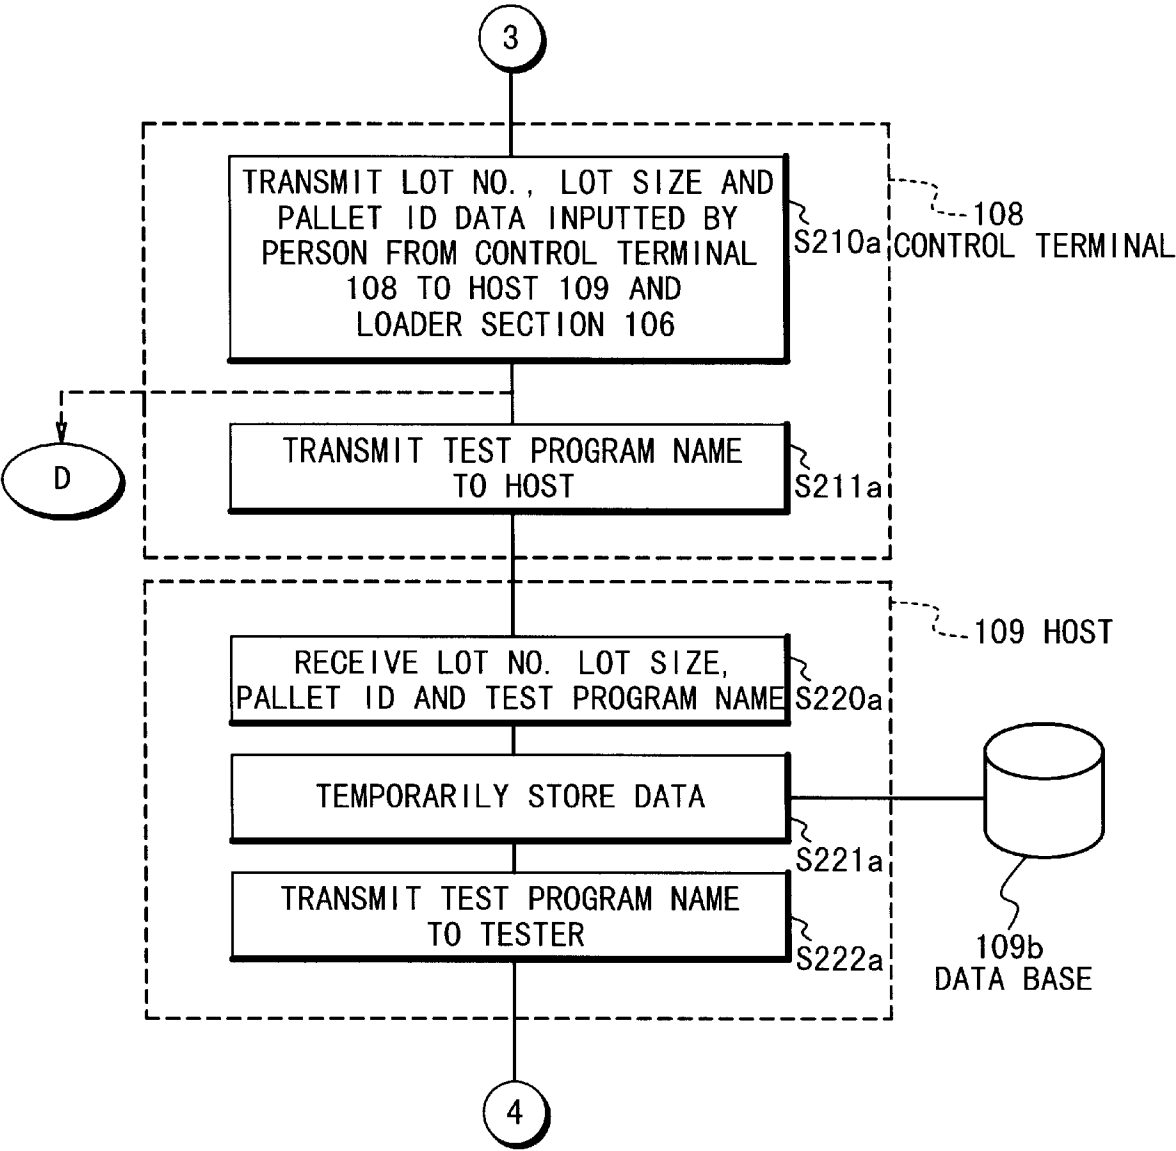 3
TRANSMIT LOT NO., LOT SIZE AND
PALLET ID DATA INPUTTED BY
PERSON FROM CONTROL TERMINAL
108 TO HOST 109 AND
LOADER SECTION 106
S210a
108
CONTROL TERMINAL
D
TRANSMIT TEST PROGRAM NAME
TO HOST
S211a
109 HOST
RECEIVE LOT NO. LOT SIZE,
PALLET ID AND TEST PROGRAM NAME
S220a
TEMPORARILY STORE DATA
S221a
TRANSMIT TEST PROGRAM NAME
TO TESTER
S222a
109b
DATA BASE
4